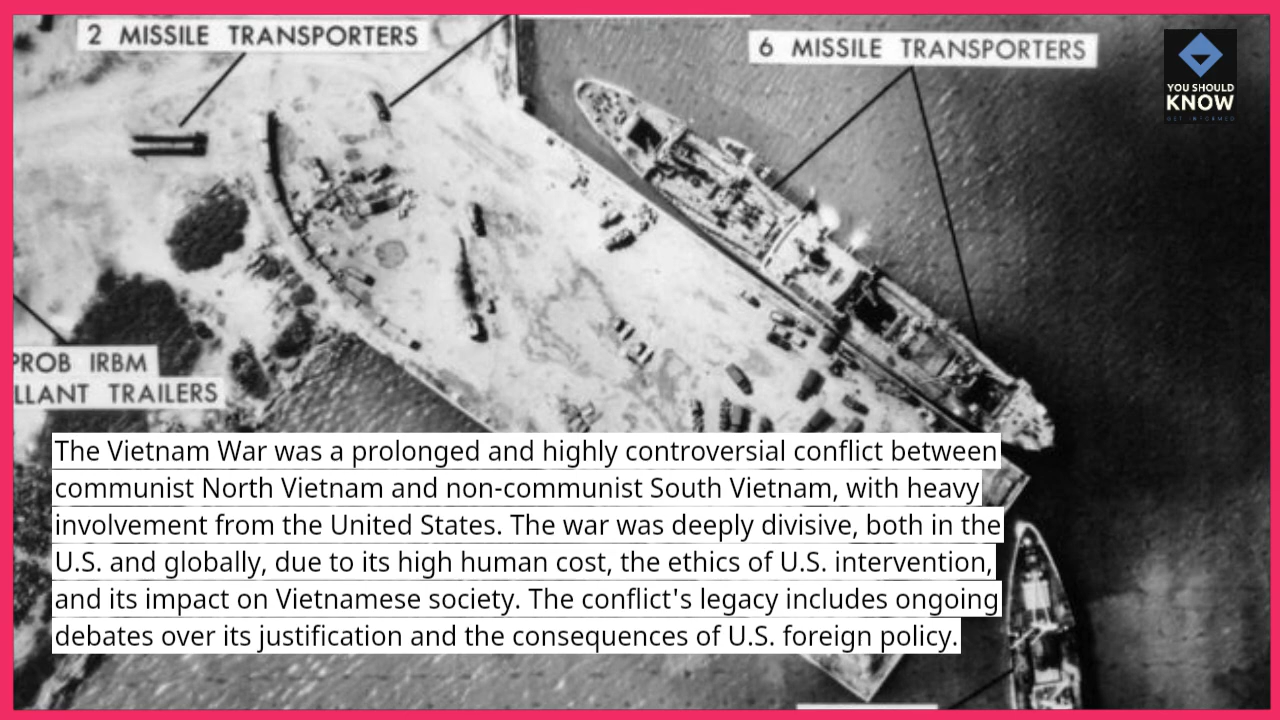 2 MISSILE TRANSPORTERS
6 MISSILE TRANSPORTERS
YOU SHOULD
KNOW
GET INFORMED
PROB IRBM
LLANT TRAILERS
The Vietnam War was a prolonged and highly controversial conflict between
communist North Vietnam and non-communist South Vietnam, with heavy
involvement from the United States. The war was deeply divisive, both in the
U.S. and globally, due to its high human cost, the ethics of U.S. intervention,
and its impact on Vietnamese society. The conflict's legacy includes ongoing
debates over its justification and the consequences of U.S. foreign policy.